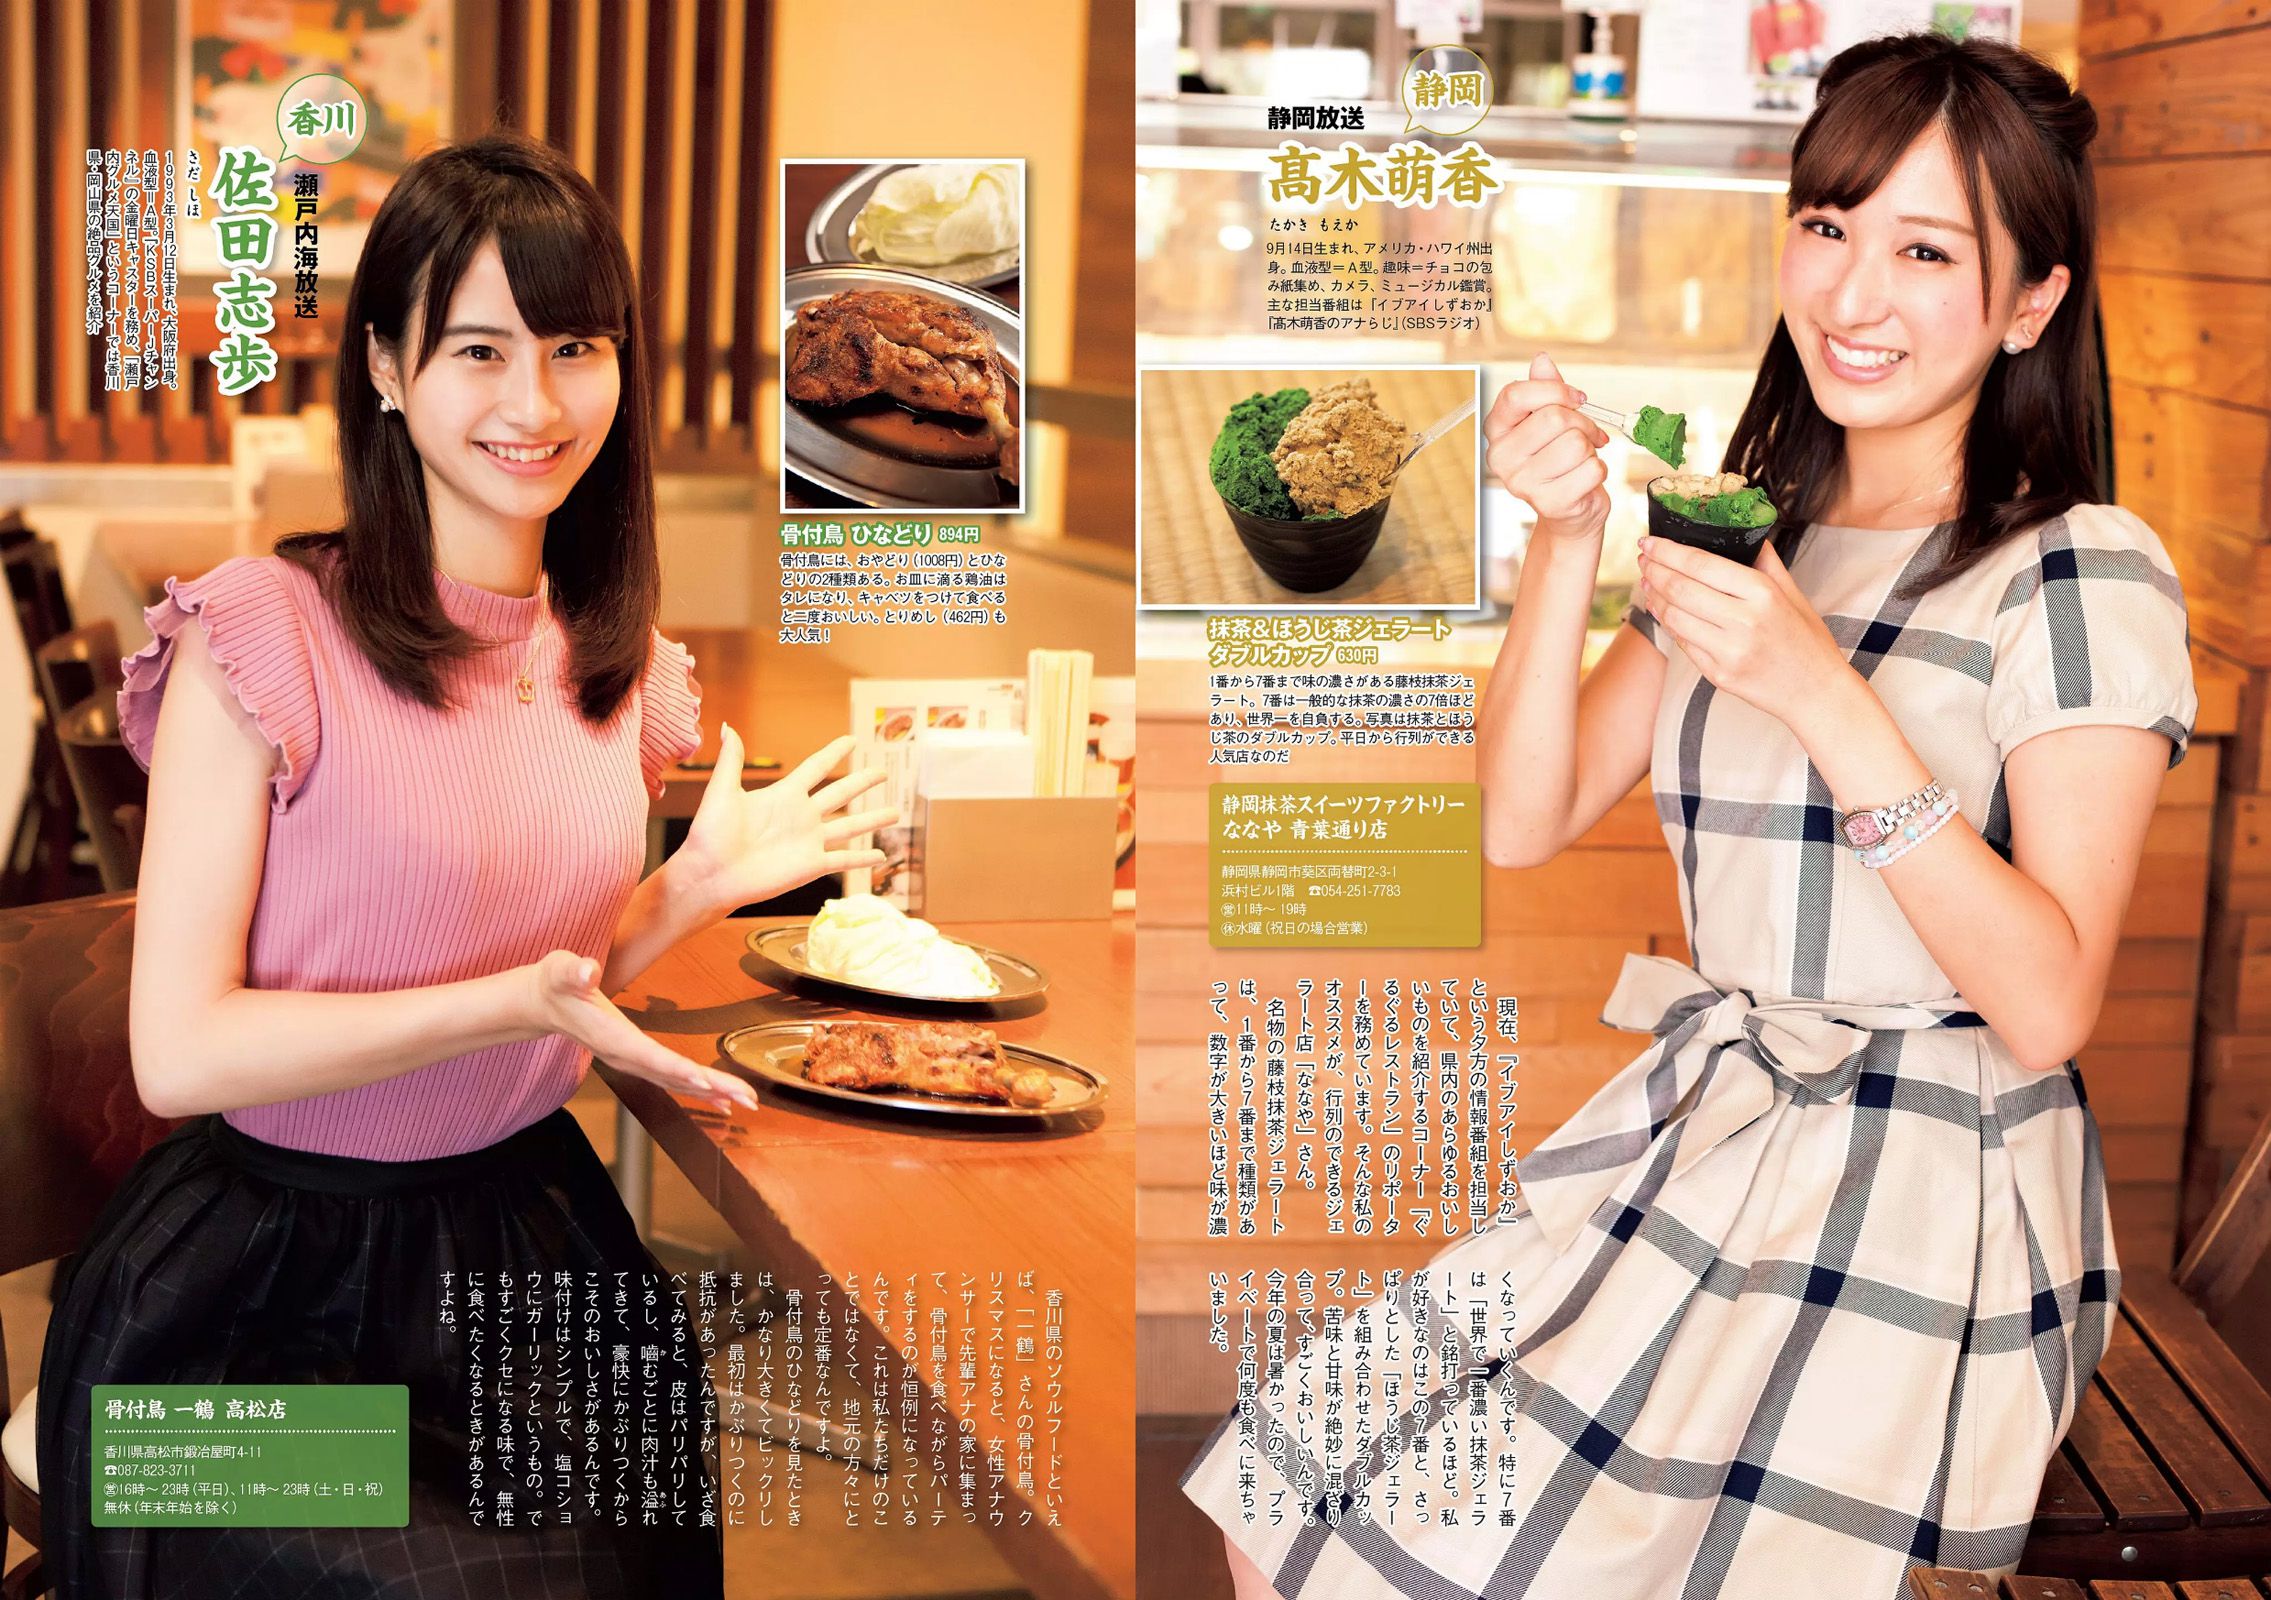 静岡
静岡放送
髙木萌香
たかき もえか
9月14日生まれ、アメリカ・ハワイ州出
身。血液型＝A型。趣味＝チョコの包
み紙集め、カメラ、ミュージカル鑑賞。
主な担当番組は『イブアイしずおか』
『髙木萌香のアナらじ』（SBSラジオ）
抹茶&ほうじ茶ジェラート
ダブルカップ 630円
1番から7番まで味の濃さがある藤枝抹茶ジェ
ラート。7番は一般的な抹茶の濃さの7倍ほど
あり、世界一を自負する。写真は抹茶とほう
じ茶のダブルカップ。平日から行列ができる
人気店なのだ
静岡抹茶スイーツファクトリー
ななや 青葉通り店
静岡県静岡市葵区両替町2-3-1
浜村ビル1階 ☎054-251-7783
㊡11時〜19時
㊡水曜（祝日の場合営業）
現在、『イブアイしずおか』
という夕方の情報番組を担当し
ていて、県内のあらゆるおいし
いものを紹介するコーナー「ぐ
るぐるレストラン」のリポータ
ーを務めています。そんな私の
オススメが、行列のできるジェ
ラート店「ななや」さん。
名物の藤枝抹茶ジェラート
は、1番から7番まで種類があ
って、数字が大きいほど味が濃
くなっていくんです。特に7番
は「世界で一番濃い抹茶ジェラ
ート」と銘打っているほど。私
が好きなのはこの7番と、さっ
ぱりとした「ほうじ茶ジェラー
ト」を組み合わせたダブルカッ
プ。苦味と甘味が絶妙に混ざり
合って、すごくおいしいんです。
今年の夏は暑かったので、プラ
イベートで何度も食べに来ちゃ
いました。
香川
瀬戸内海放送
佐田志歩
さだ しほ
1993年3月12日生まれ、大阪府出身。
血液型＝A型。『KSBスーパーJチャン
ネル』の金曜日キャスターを務め、「瀬戸
内グルメ天国」というコーナーでは香川
県・岡山県の絶品グルメを紹介
骨付鳥 ひなどり 894円
骨付鳥には、おやどり（1008円）とひな
どりの2種類ある。お皿に滴る鶏油は
タレになり、キャベツをつけて食べる
と二度おいしい。とりめし（462円）も
大人気！
香川県のソウルフードといえ
ば、「一鶴」さんの骨付鳥。ク
リスマスになると、女性アナウ
ンサーで先輩アナの家に集まっ
て、骨付鳥を食べながらパーテ
ィをするのが恒例になっている
んです。これは私たちだけのこ
とではなくて、地元の方々にと
っても定番なんですよ。
骨付鳥のひなどりを見たとき
は、かなり大きくてビックリし
ました。最初はかぶりつくのに
抵抗があったんですが、いざ食
べてみると、皮はパリパリして
いるし、噛むごとに肉汁も溢れ
てきて、豪快にかぶりつくから
こそのおいしさがあるんです。
味付けはシンプルで、塩コショ
ウにガーリックというもの。で
もすごくクセになる味で、無性
に食べたくなるときがあるんで
すよね。
骨付鳥 一鶴 高松店
香川県高松市鍛冶屋町4-11
☎087-823-3711
㊡16時〜23時（平日）、11時〜23時（土・日・祝）
無休（年末年始を除く）